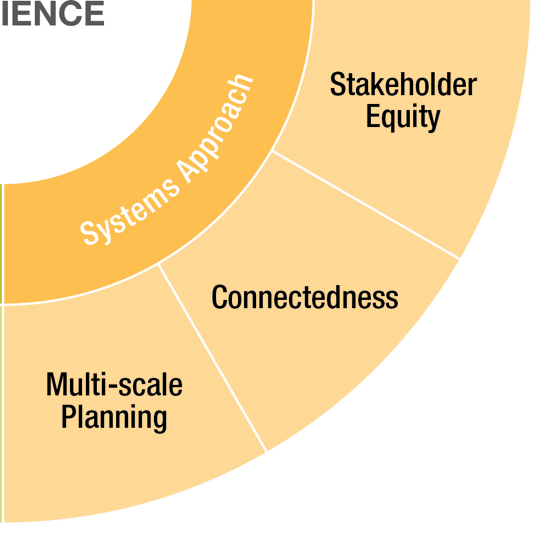 IENCE
Stakeholder
Equity
Systems Approach
Connectedness
Multi-scale
Planning